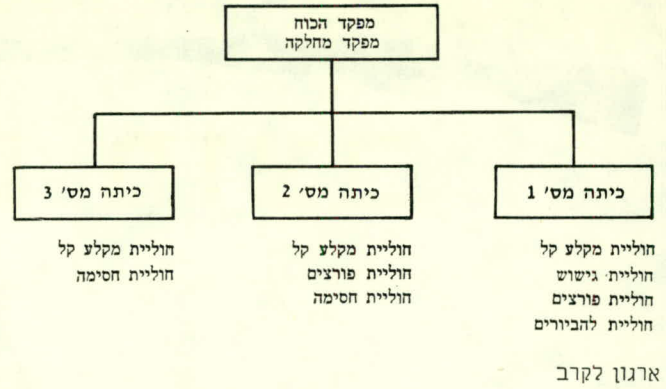 מפקד הכוח
מפקד מחלקה
כיתה מס׳ 1
חוליית מקלע קל
חוליית גישוש
חוליית פורצים
חוליית להביורים
כיתה מס׳ 2
חוליית מקלע קל
חוליית פורצים
חוליית חסימה
כיתה מס׳ 3
חוליית מקלע קל
חוליית חסימה
ארגון לקרב